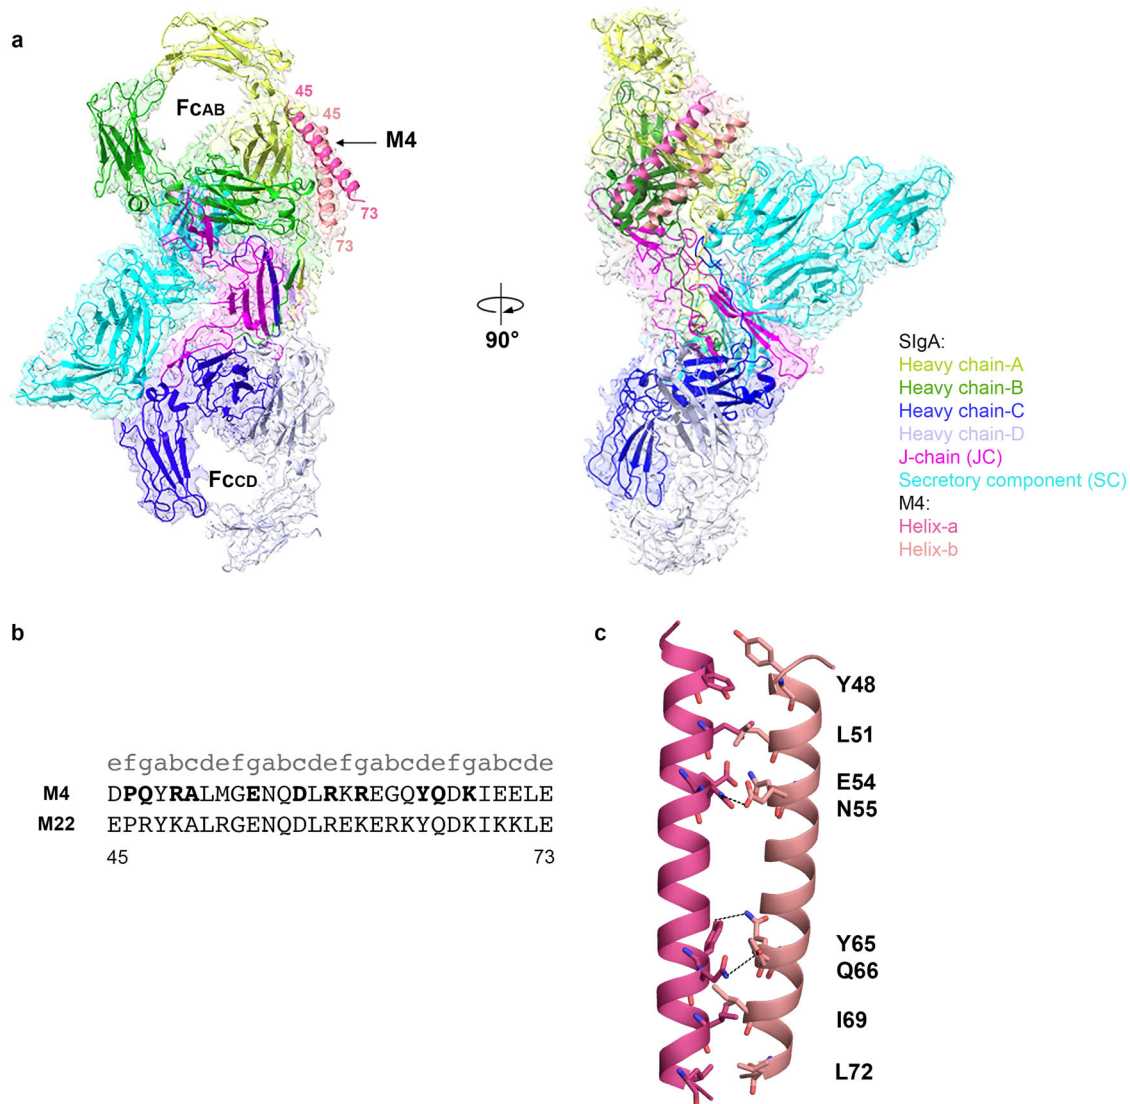 a
FcAB
45
45
M4
73
73
FcCD
90°
SIgA:
Heavy chain-A
Heavy chain-B
Heavy chain-C
Heavy chain-D
J-chain (JC)
Secretory component (SC)
M4:
Helix-a
Helix-b
b
efgabcdefgabcdefgabcdefgabcde
M4 DPQYRALMGENQDLRKREGQYQDKIEELE
M22 EPRYKALRGENQDLREKERKYQDKIKKLE
45 73
c
Y48
L51
E54
N55
Y65
Q66
I69
L72